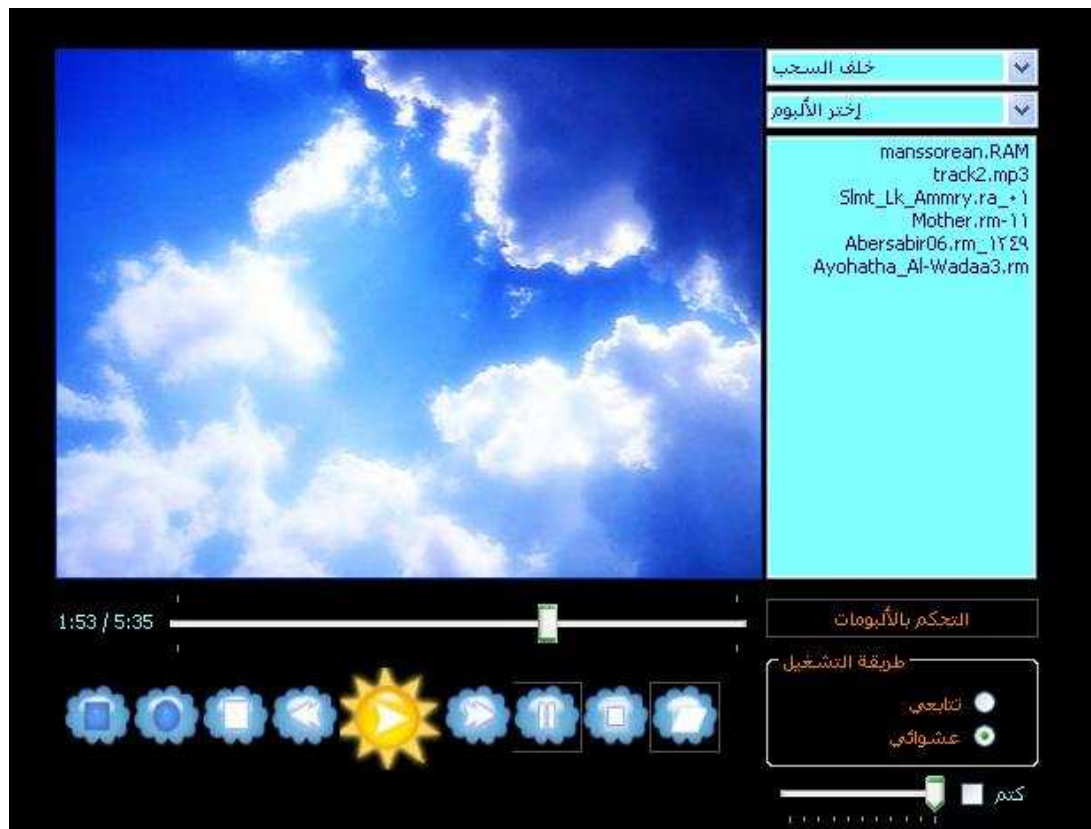 خلف السحب
إختر الألبوم
manssorean.RAM
track2.mp3
Slmt_Lk_Ammry.ra_٠١
Mother.rm-١١
Abersabir06.rm_١٢٤٩
Ayohatha_Al-Wadaa3.rm
1:53 / 5:35
التحكم بالألبومات
طريقة التشغيل
تتابعي
عشوائي
كتم